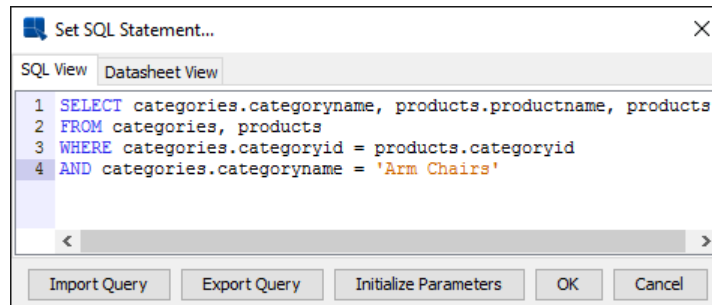 Set SQL Statement...
SQL View Datasheet View
1 SELECT categories.categoryname, products.productname, products
2 FROM categories, products
3 WHERE categories.categoryid = products.categoryid
4 AND categories.categoryname = 'Arm Chairs'
Import Query Export Query Initialize Parameters OK Cancel